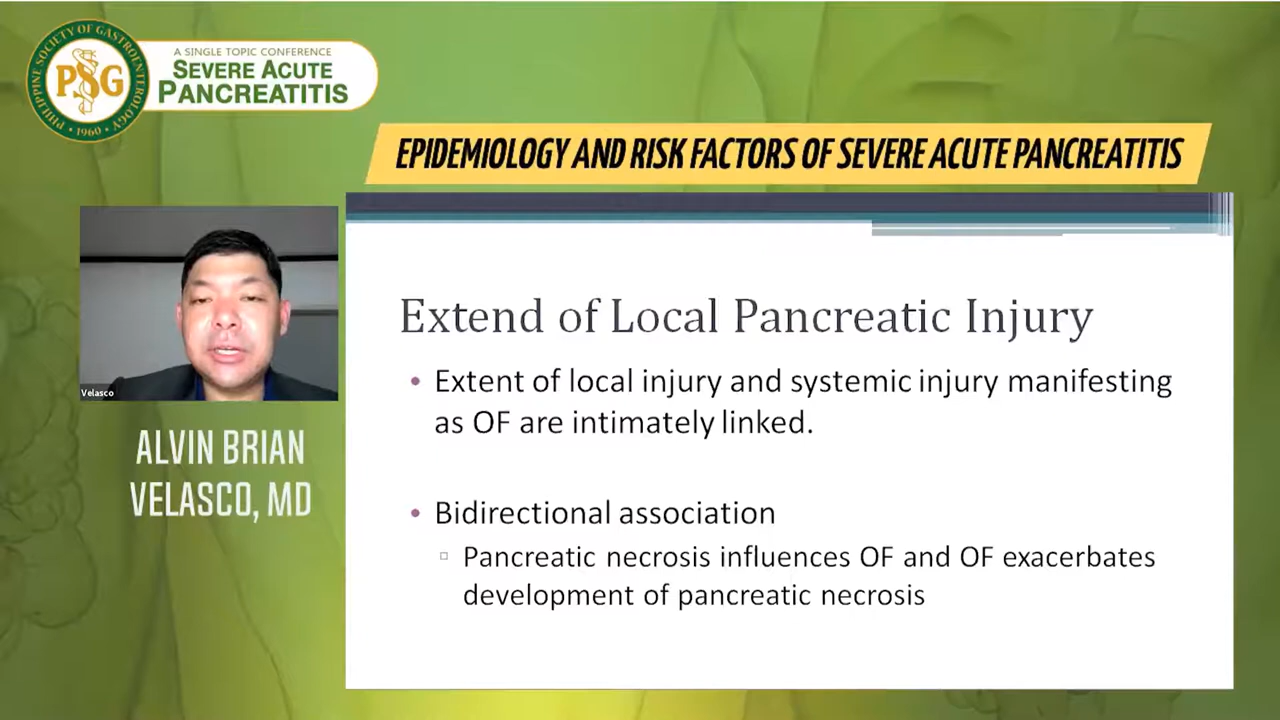 PHILIPPINE SOCIETY OF GASTROENTEROLOGY
PSG
• 1960 •
A SINGLE TOPIC CONFERENCE
SEVERE ACUTE
PANCREATITIS
EPIDEMIOLOGY AND RISK FACTORS OF SEVERE ACUTE PANCREATITIS
Velasco
ALVIN BRIAN
VELASCO, MD
Extend of Local Pancreatic Injury
• Extent of local injury and systemic injury manifesting
as OF are intimately linked.
• Bidirectional association
▫ Pancreatic necrosis influences OF and OF exacerbates
development of pancreatic necrosis